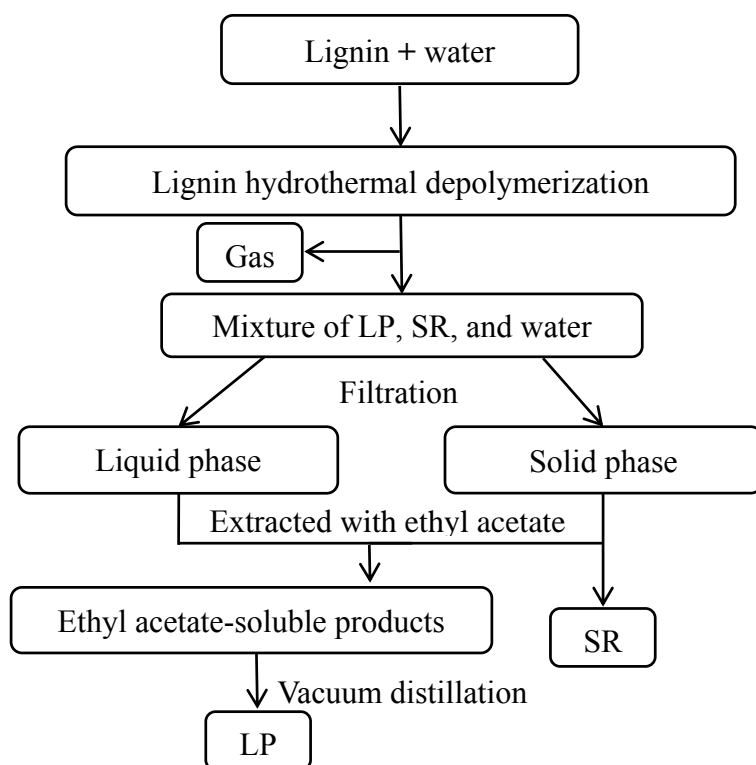 Lignin + water
Lignin hydrothermal depolymerization
Gas
Mixture of LP, SR, and water
Filtration
Liquid phase
Solid phase
Extracted with ethyl acetate
Ethyl acetate-soluble products
SR
Vacuum distillation
LP